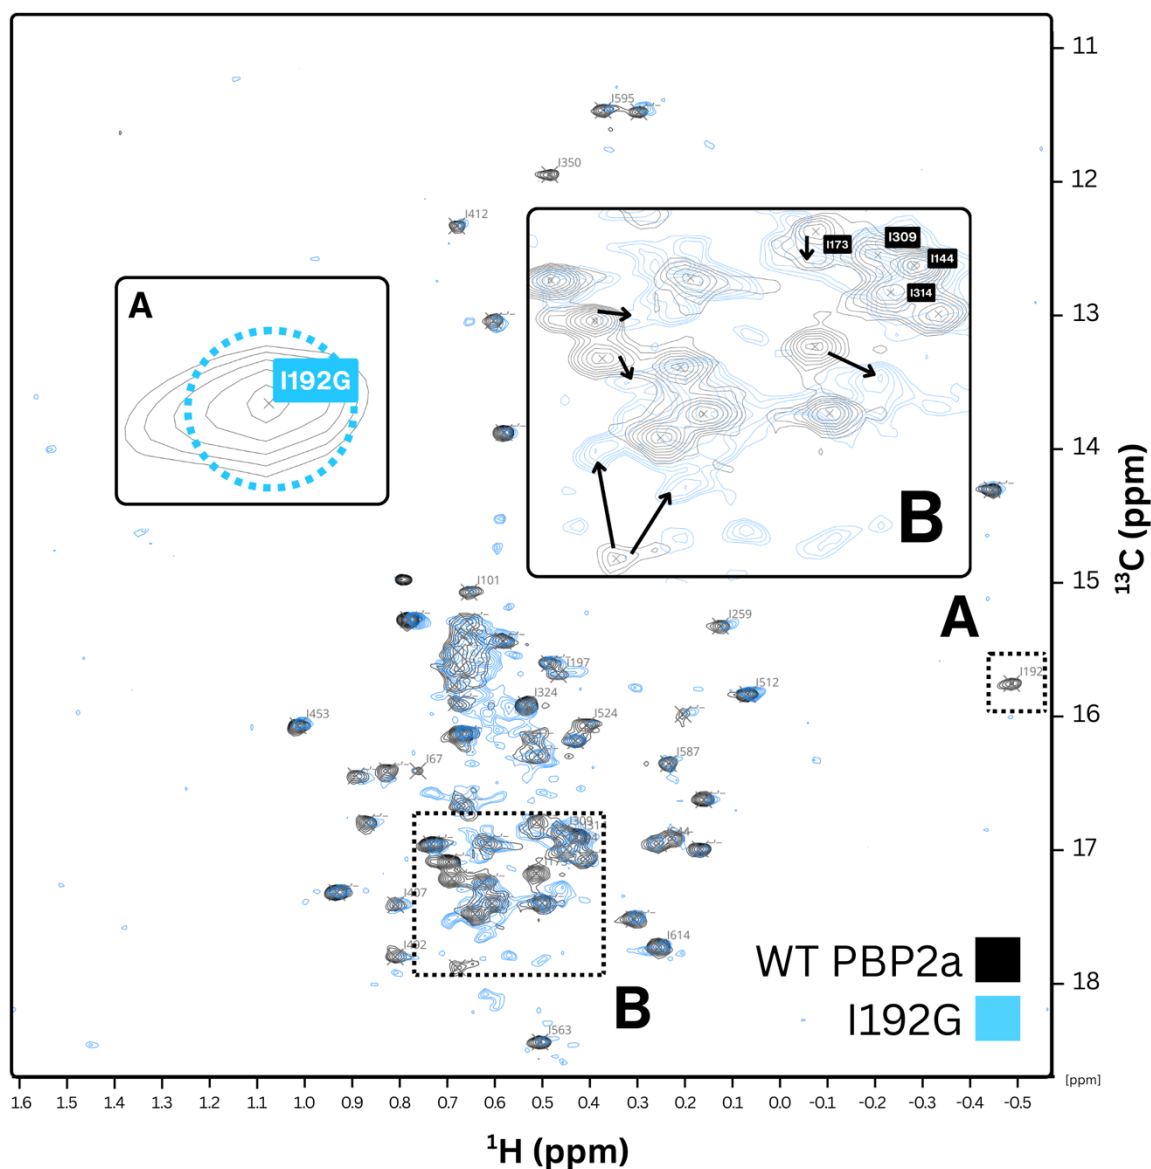 11
I595
I350
12
I412
B
I173
I309
I144
I314
13
A
I192G
14
B
13C (ppm)
15
I101
A
I259
I192
I197
I512
I324
16
I453
I524
I67
I587
I309
17
I407
I614
I492
WT PBP2a
18
B
I192G
I563
[ppm]
1.6 1.5 1.4 1.3 1.2 1.1 1.0 0.9 0.8 0.7 0.6 0.5 0.4 0.3 0.2 0.1 0.0 -0.1 -0.2 -0.3 -0.4 -0.5
1H (ppm)